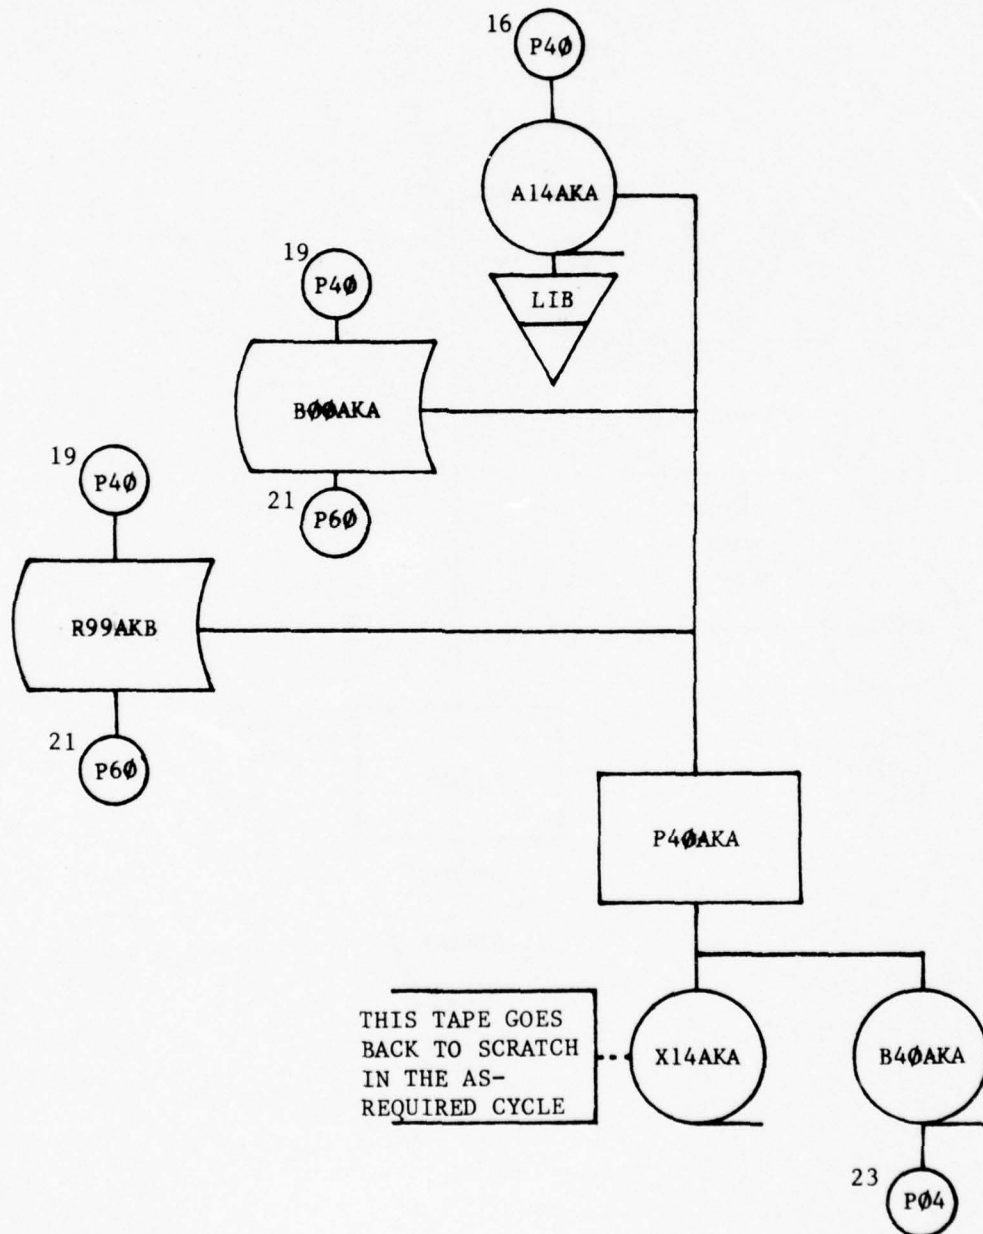 16
P4Ø
A14AKA
LIB
19
P4Ø
BØØAKA
21
P6Ø
19
P4Ø
R99AKB
21
P6Ø
P4ØAKA
THIS TAPE GOES
BACK TO SCRATCH
IN THE AS-
REQUIRED CYCLE
X14AKA
B4ØAKA
23
PØ4